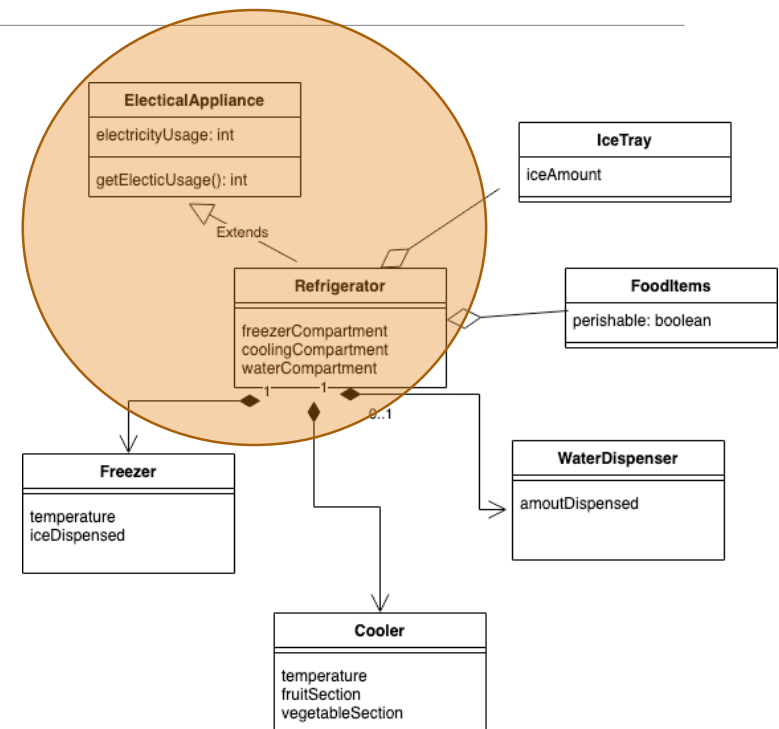 ElecticalAppliance
electricityUsage: int
getElecticUsage(): int
Extends
IceTray
iceAmount
Refrigerator
freezerCompartment
coolingCompartment
waterCompartment
FoodItems
perishable: boolean
1
1
0..1
Freezer
temperature
iceDispensed
WaterDispenser
amoutDispensed
Cooler
temperature
fruitSection
vegetableSection